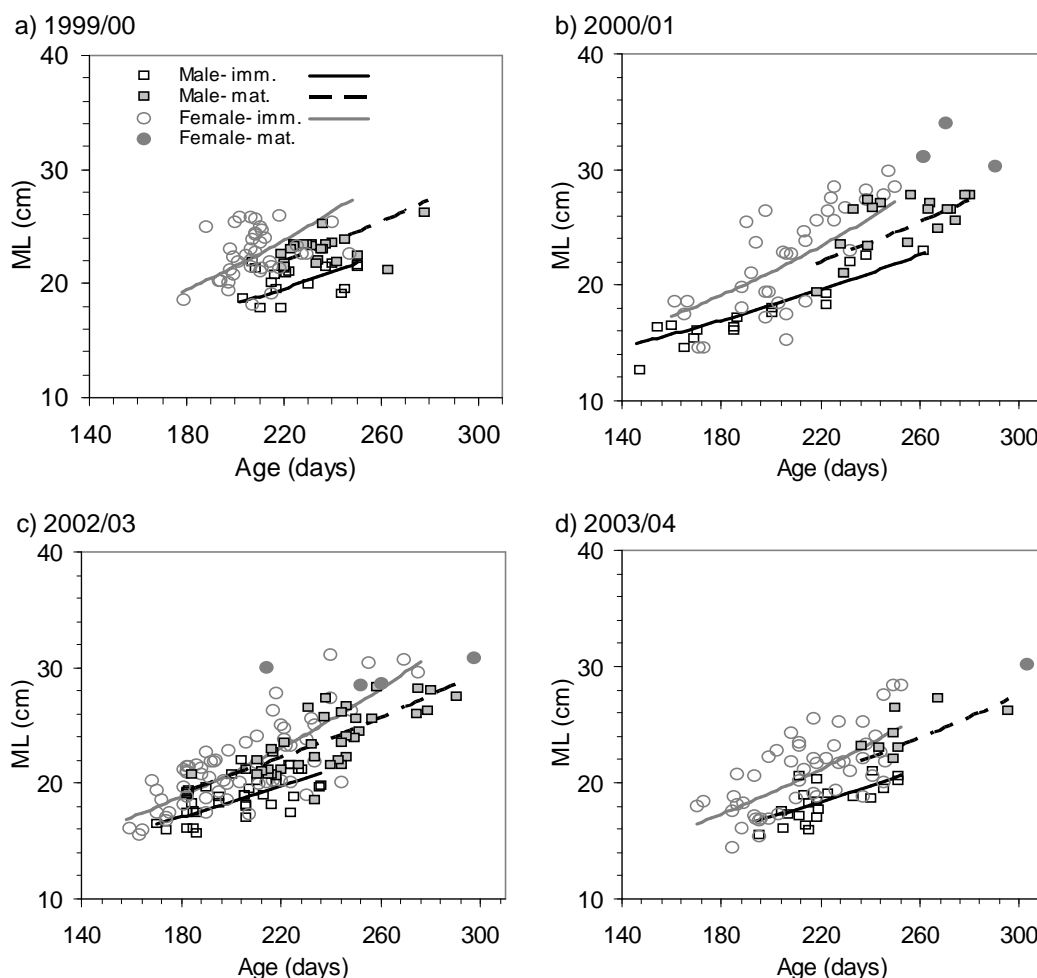 a) 1999/00
40
30
20
10
ML (cm)
Male- imm.
Male- mat.
Female- imm.
Female- mat.
140 180 220 260 300
Age (days)
b) 2000/01
40
30
20
10
ML (cm)
140 180 220 260 300
Age (days)
c) 2002/03
40
30
20
10
ML (cm)
140 180 220 260 300
Age (days)
d) 2003/04
40
30
20
10
ML (cm)
140 180 220 260 300
Age (days)